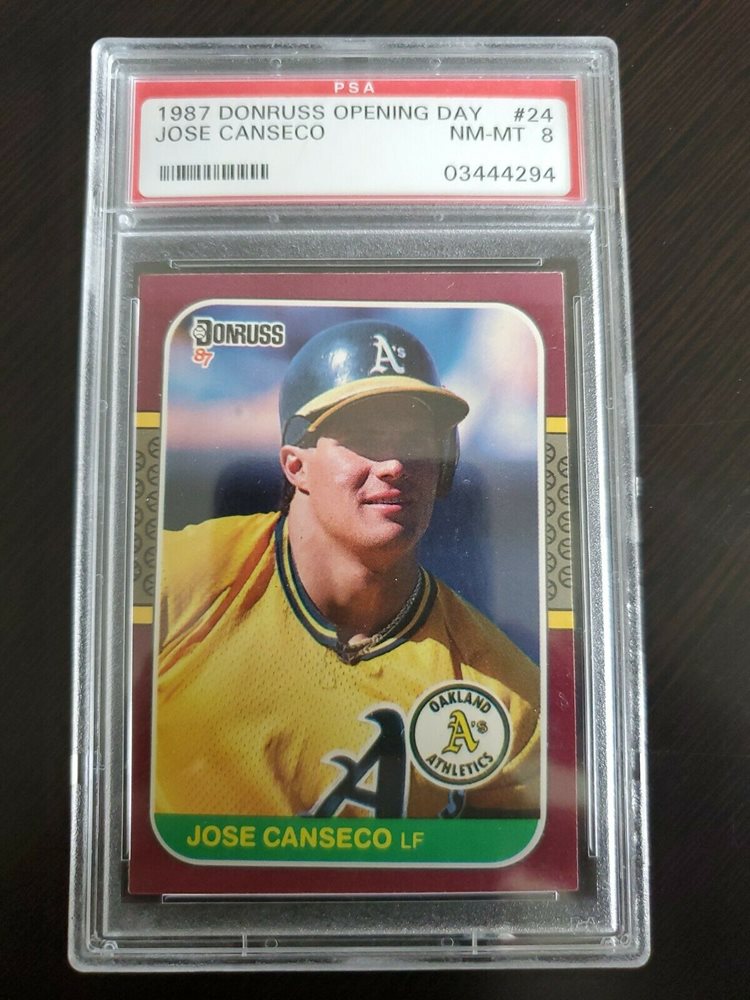 PSA
1987 DONRUSS OPENING DAY #24
JOSE CANSECO NM-MT 8
03444294
DONRUSS
87
A's
OAKLAND
A's
ATHLETICS
A
JOSE CANSECO LF